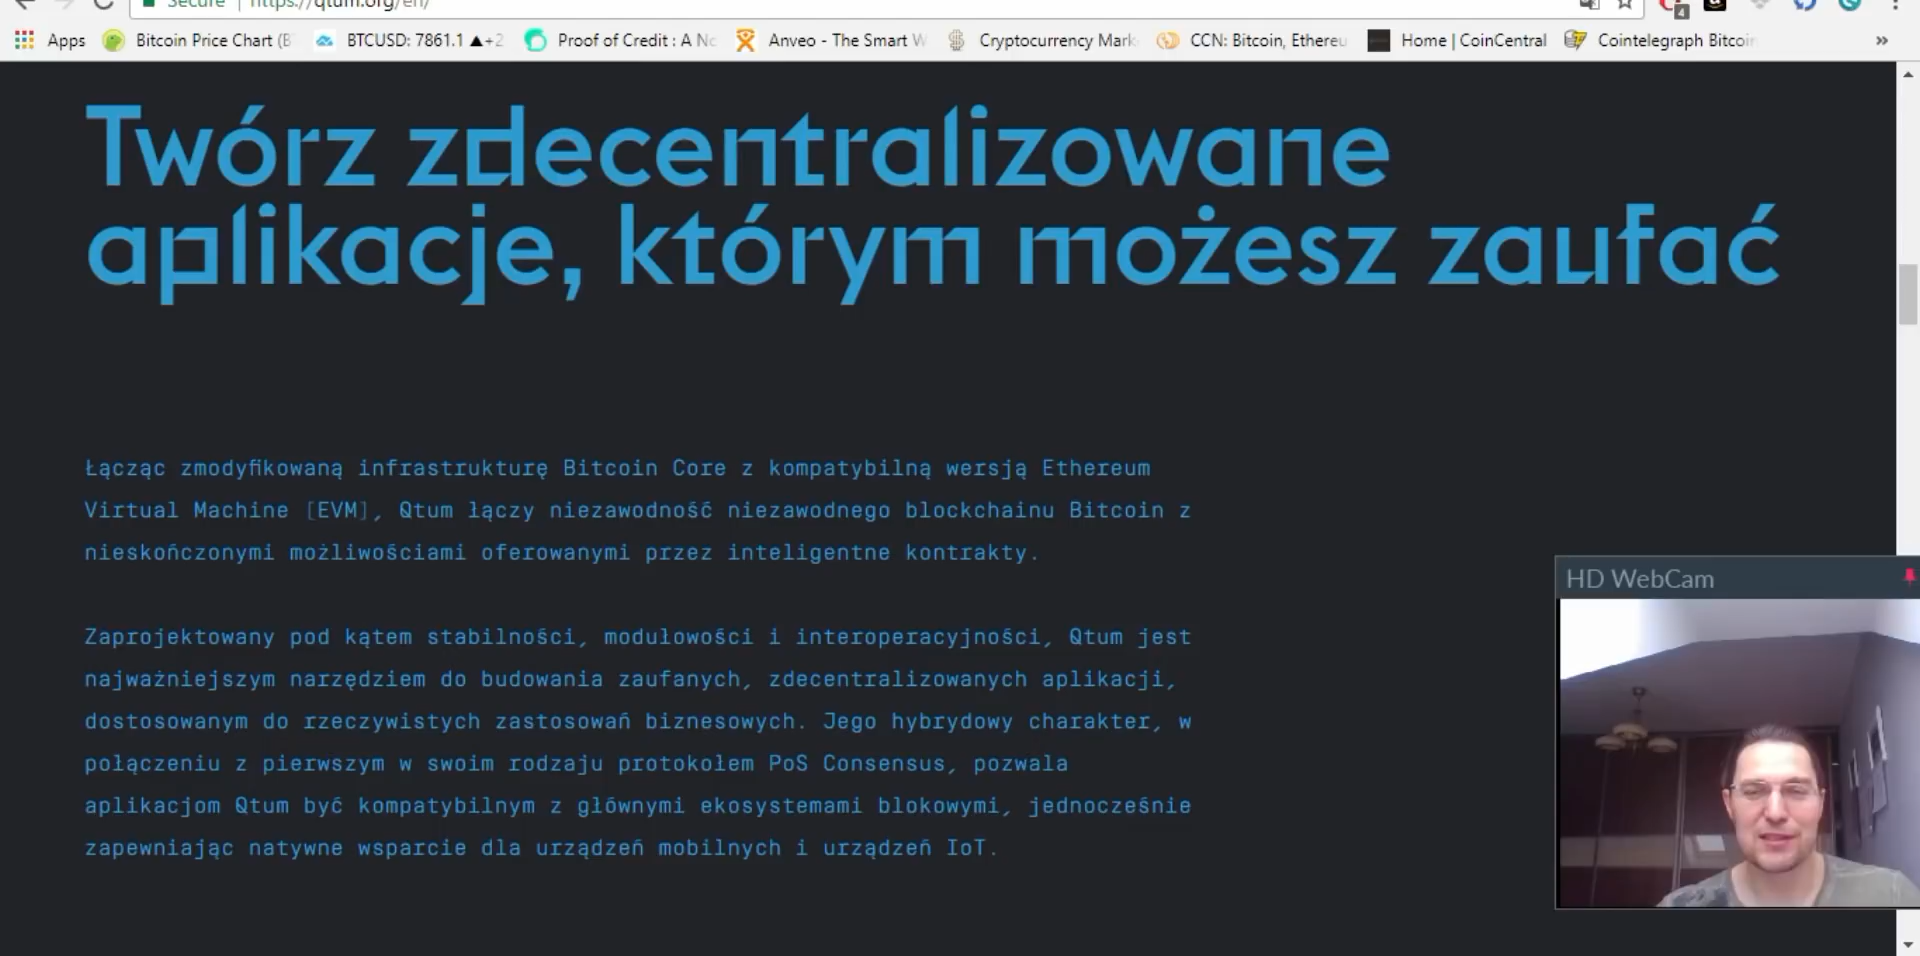 Secure https://qtum.org/en/
4
Apps Bitcoin Price Chart (B BTCUSD: 7861.1 ▲+2 Proof of Credit : A Nc Anveo - The Smart W Cryptocurrency Mark CCN: Bitcoin, Ethereu Home | CoinCentral Cointelegraph Bitcoin »
Twórz zdecentralizowane
aplikacje, którym możesz zaufać
Łącząc zmodyfikowaną infrastrukturę Bitcoin Core z kompatybilną wersją Ethereum
Virtual Machine [EVM], Qtum łączy niezawodność niezawodnego blockchainu Bitcoin z
nieskończonymi możliwościami oferowanymi przez inteligentne kontrakty.
Zaprojektowany pod kątem stabilności, modułowości i interoperacyjności, Qtum jest
najważniejszym narzędziem do budowania zaufanych, zdecentralizowanych aplikacji,
dostosowanym do rzeczywistych zastosowań biznesowych. Jego hybrydowy charakter, w
połączeniu z pierwszym w swoim rodzaju protokołem PoS Consensus, pozwala
aplikacjom Qtum być kompatybilnym z głównymi ekosystemami blokowymi, jednocześnie
zapewniając natywne wsparcie dla urządzeń mobilnych i urządzeń IoT.
HD WebCam